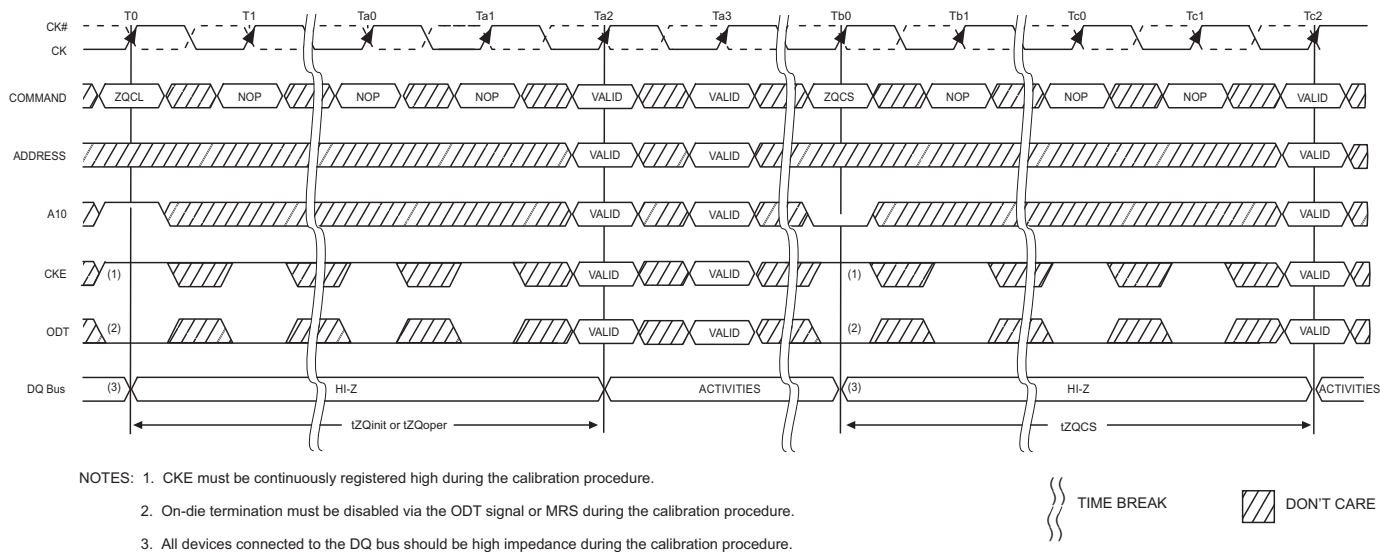 T0 T1 Ta0 Ta1 Ta2 Ta3 Tb0 Tb1 Tc0 Tc1 Tc2
CK#
CK
COMMAND ZQCL NOP NOP NOP VALID VALID ZQCS NOP NOP NOP VALID
ADDRESS VALID VALID VALID
A10 VALID VALID VALID
CKE (1) VALID VALID (1) VALID
ODT (2) VALID VALID (2) VALID
DQ Bus (3) HI-Z ACTIVITIES (3) HI-Z ACTIVITIES
tZQinit or tZQoper tZQCS
NOTES: 1. CKE must be continuously registered high during the calibration procedure.
2. On-die termination must be disabled via the ODT signal or MRS during the calibration procedure.
3. All devices connected to the DQ bus should be high impedance during the calibration procedure.
TIME BREAK DON'T CARE